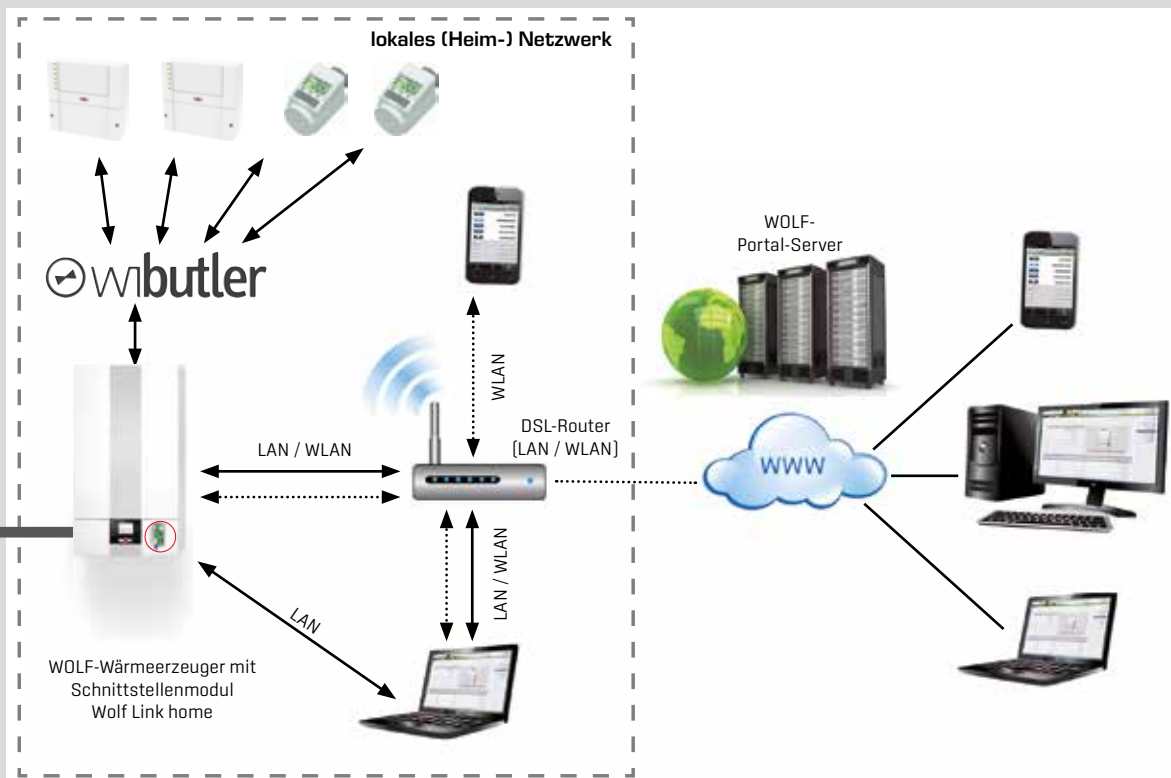 lokales (Heim-) Netzwerk
wibutler
WLAN
WOLF-
Portal-Server
DSL-Router
(LAN / WLAN)
LAN / WLAN
WWW
LAN / WLAN
LAN
WOLF-Wärmeerzeuger mit
Schnittstellenmodul
Wolf Link home